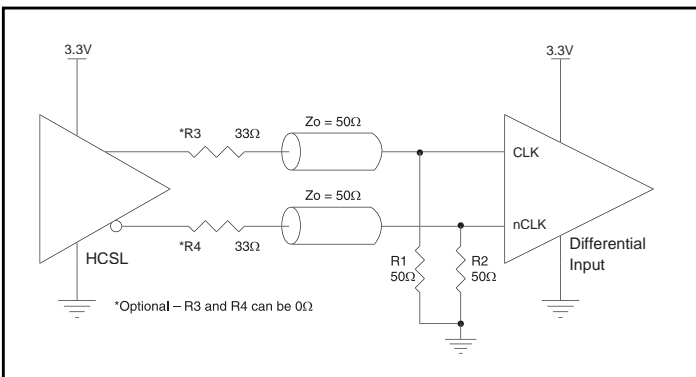 3.3V
3.3V
*R3 33Ω
Zo = 50Ω
CLK
Zo = 50Ω
*R4 33Ω
nCLK
HCSL
R1
50Ω
R2
50Ω
Differential
Input
*Optional – R3 and R4 can be 0Ω